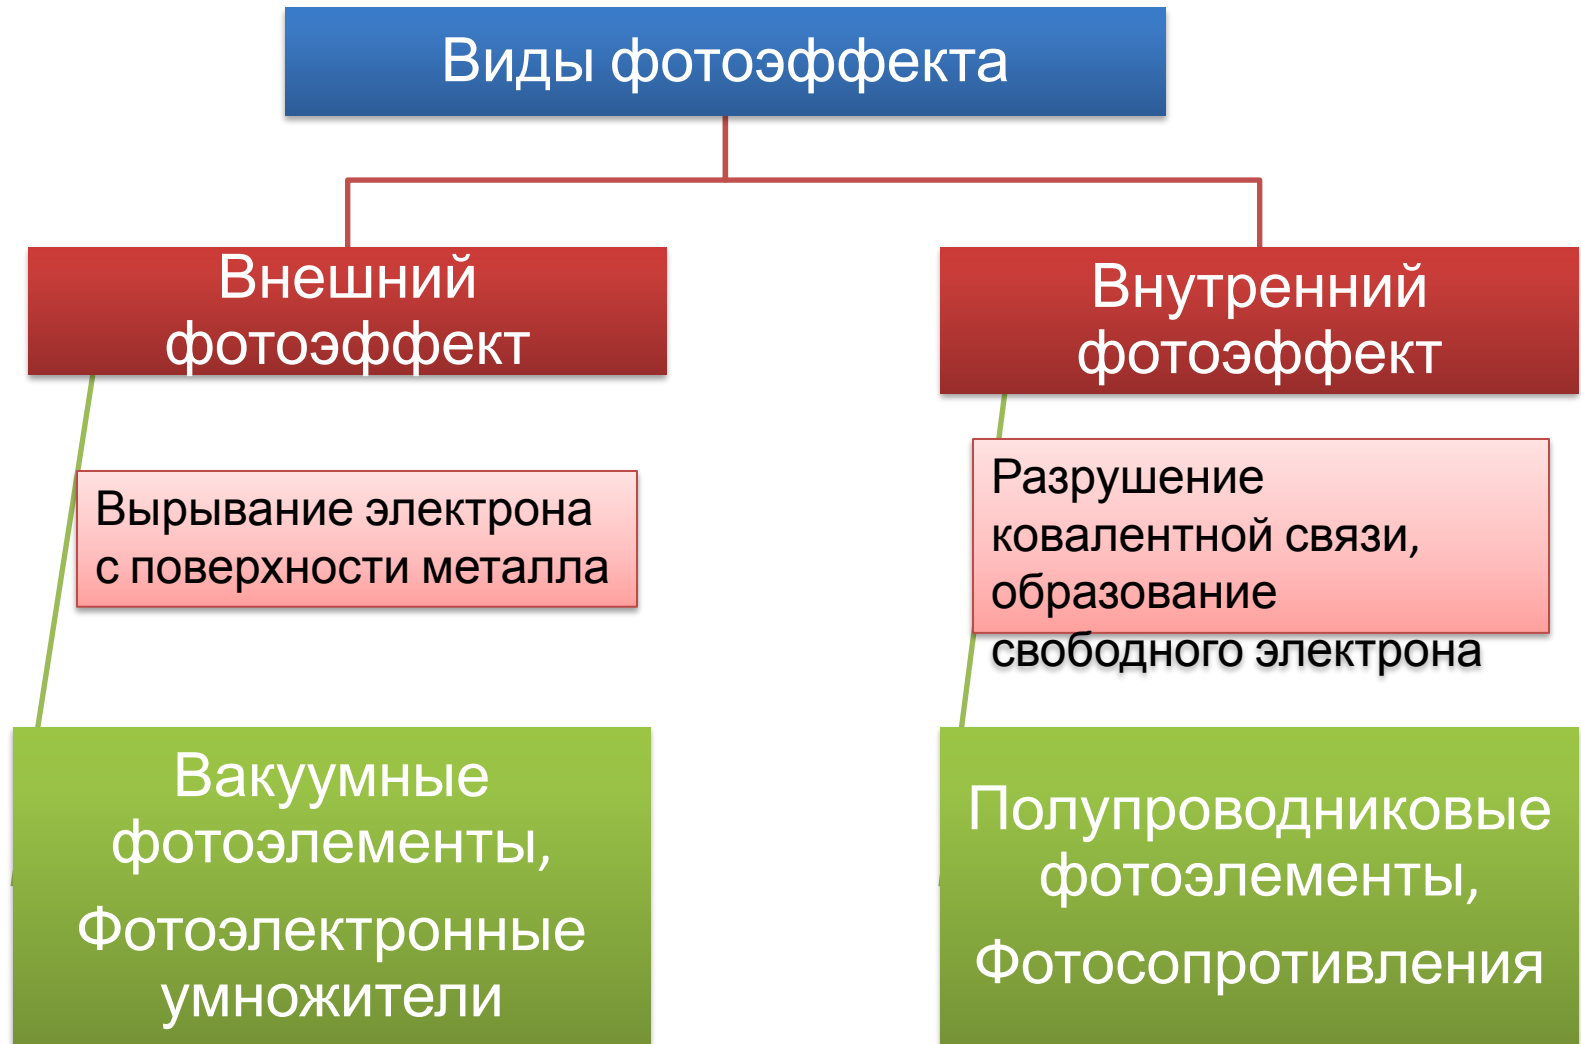 Виды фотоэффекта
Внешний
фотоэффект
Вырывание электрона
с поверхности металла
Вакуумные
фотоэлементы,
Фотоэлектронные
умножители
Внутренний
фотоэффект
Разрушение
ковалентной связи,
образование
свободного электрона
Полупроводниковые
фотоэлементы,
Фотосопротивления